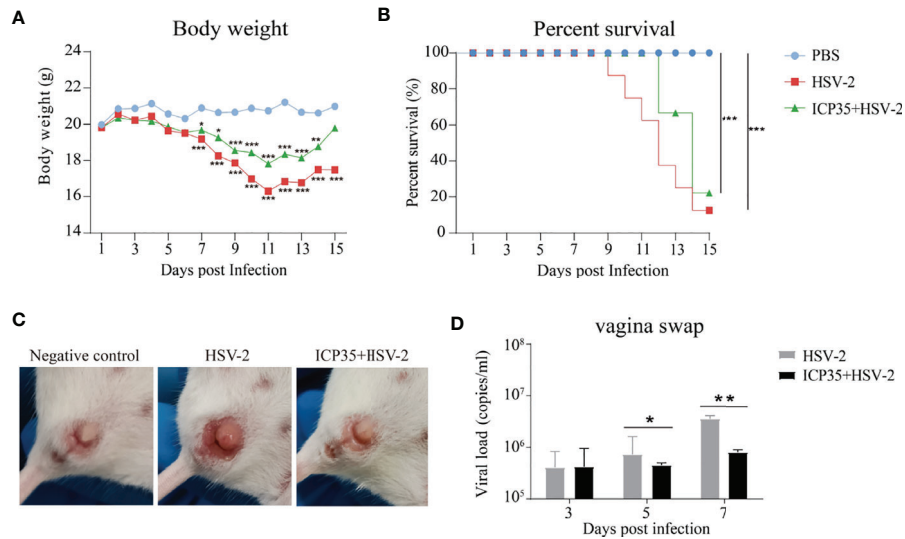 A
Body weight
Body weight (g)
24
22
20
18
16
14
*
*
***
***
***
***
***
**
***
***
***
***
***
***
***
***
***
1
3
5
7
9
11
13
15
Days post Infection
B
Percent survival
Percent survival (%)
100
80
60
40
20
0
1
3
5
7
9
11
13
15
Days post Infection
***
***
PBS
HSV-2
ICP35+HSV-2
C
Negative control
HSV-2
ICP35+HSV-2
D
vagina swap
Viral load (copies/ml)
10⁸
10⁷
10⁶
10⁵
*
**
3
5
7
Days post infection
HSV-2
ICP35+HSV-2